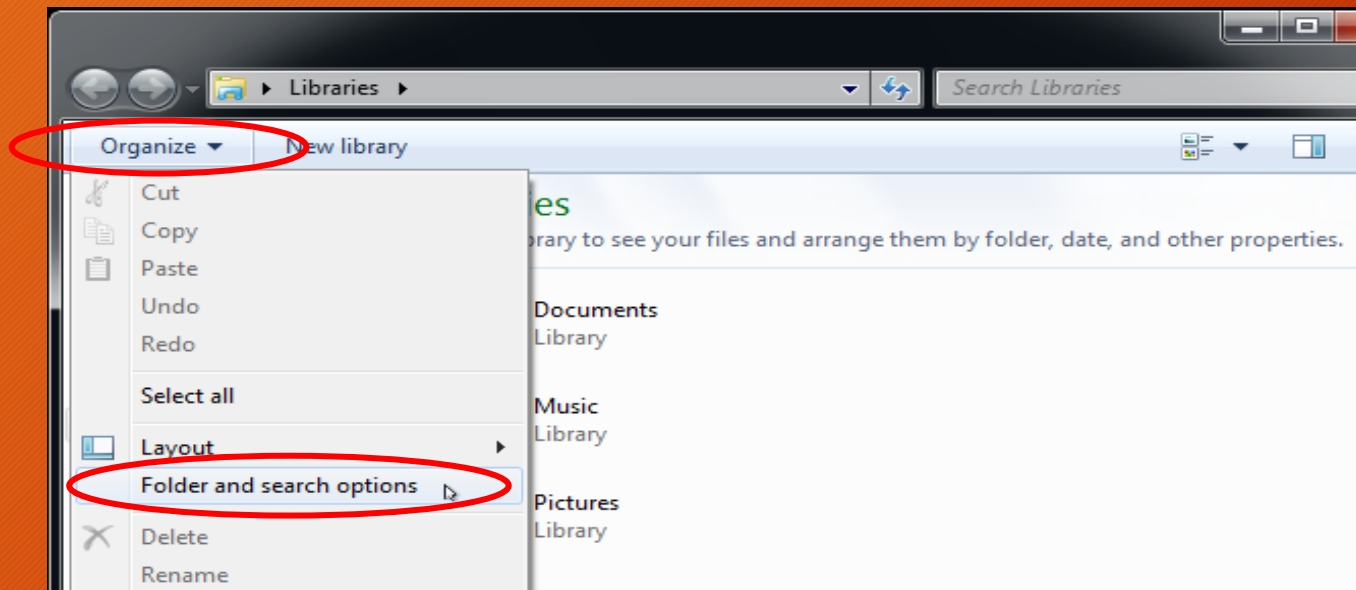 Libraries
Search Libraries
Organize
New library
Cut
Copy
Paste
Undo
Redo
Select all
Layout
Folder and search options
Delete
Rename
ies
rary to see your files and arrange them by folder, date, and other properties.
Documents
Library
Music
Library
Pictures
Library